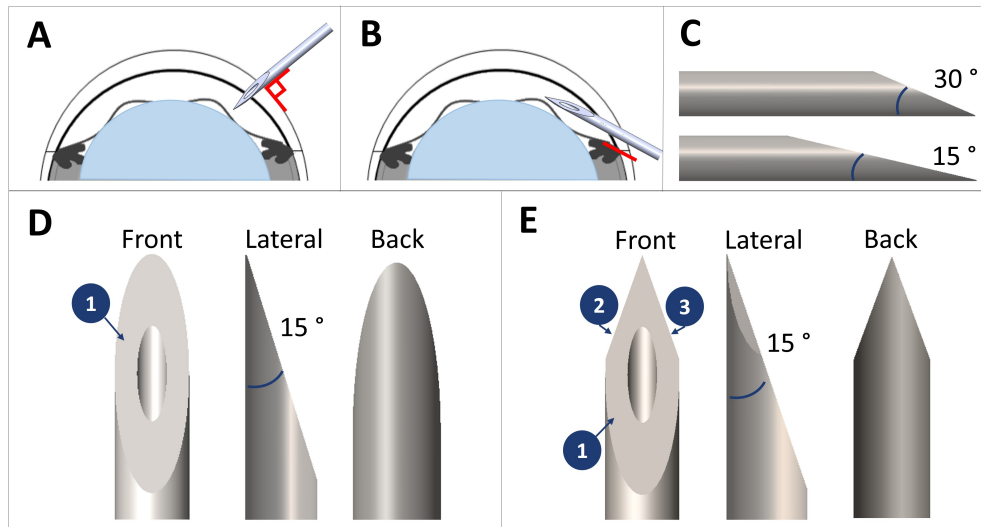 A
B
C
30 °
15 °
D
Front
Lateral
Back
1
15 °
E
Front
Lateral
Back
2
3
15 °
1